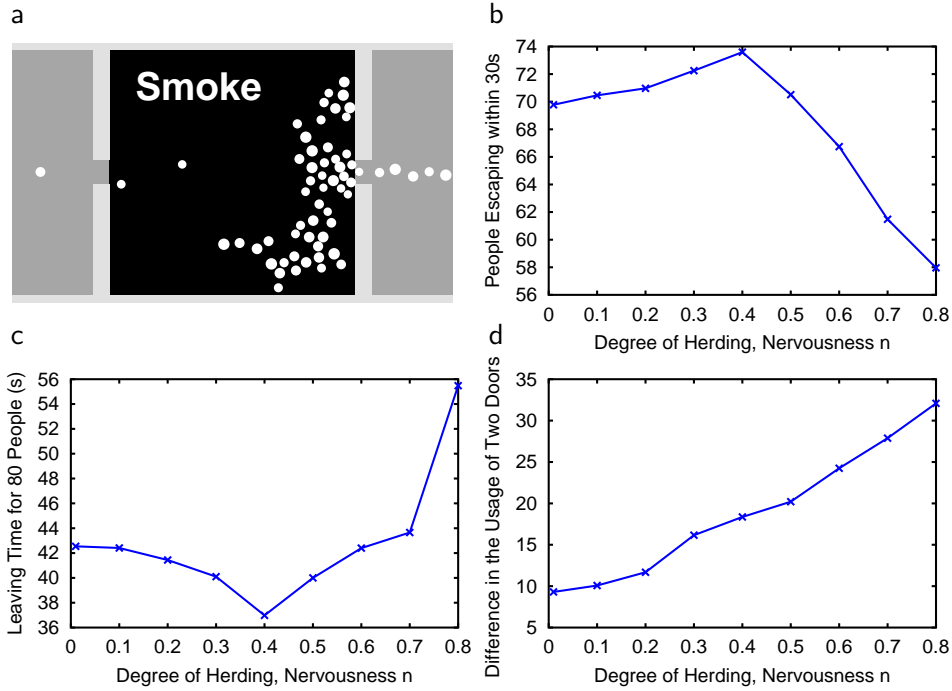 a
Smoke
b
People Escaping within 30s
74
72
70
68
66
64
62
60
58
56
0 0.1 0.2 0.3 0.4 0.5 0.6 0.7 0.8
Degree of Herding, Nervousness n
c
Leaving Time for 80 People (s)
56
54
52
50
48
46
44
42
40
38
36
0 0.1 0.2 0.3 0.4 0.5 0.6 0.7 0.8
Degree of Herding, Nervousness n
d
Difference in the Usage of Two Doors
35
30
25
20
15
10
5
0 0.1 0.2 0.3 0.4 0.5 0.6 0.7 0.8
Degree of Herding, Nervousness n